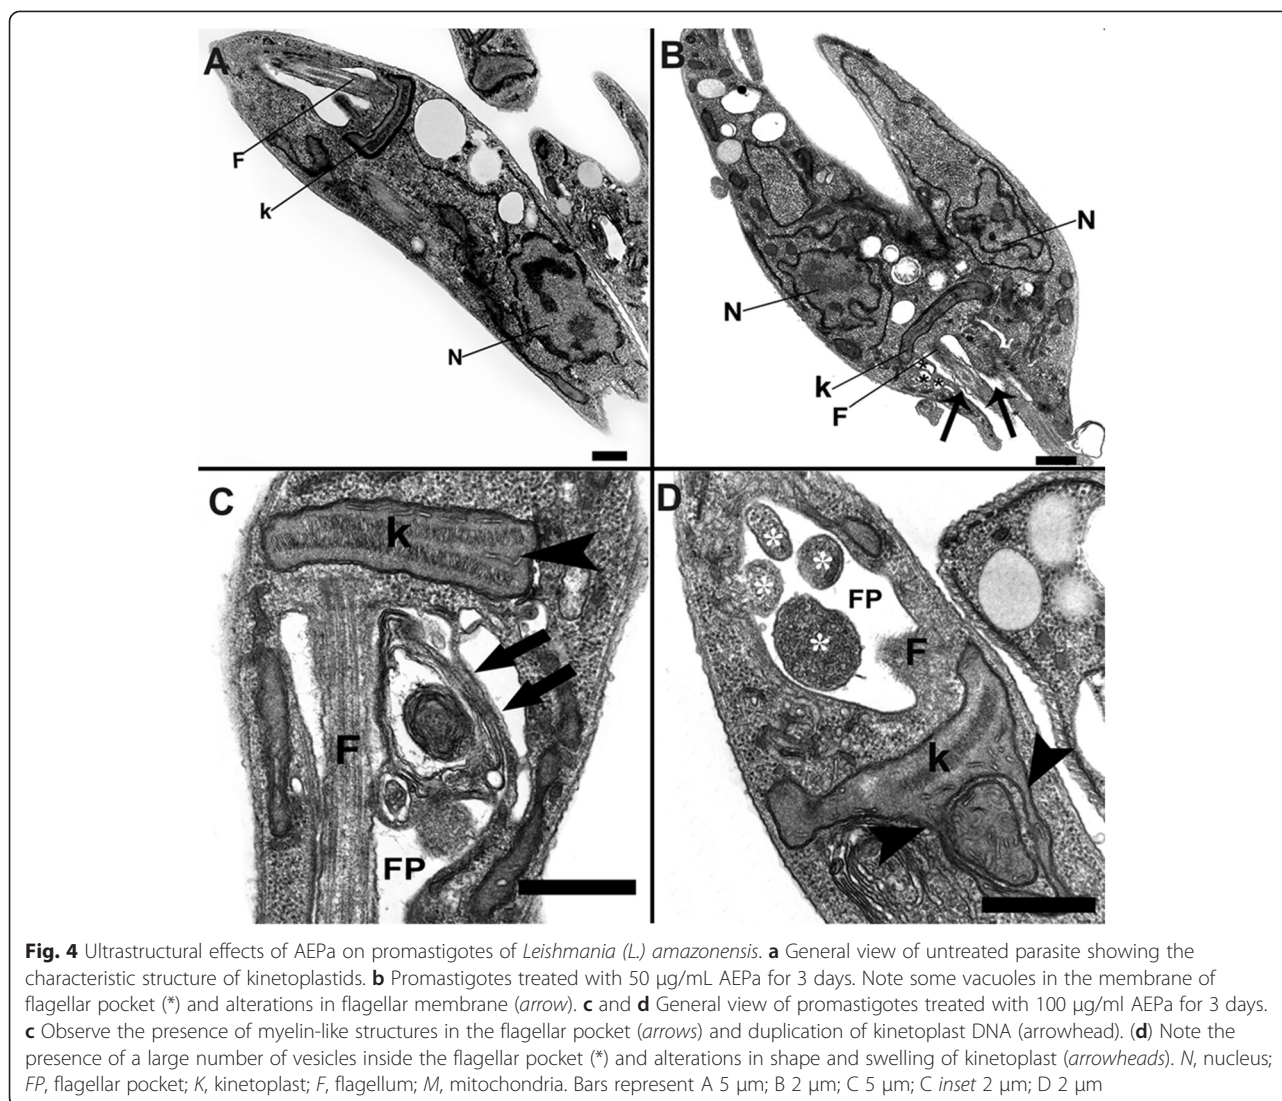 A
F
k
N
B
N
N
k
F
* * *
C
k
F
FP
D
* * * *
FP
F
k
Fig. 4 Ultrastructural effects of AEPa on promastigotes of Leishmania (L.) amazonensis. a General view of untreated parasite showing the
characteristic structure of kinetoplastids. b Promastigotes treated with 50 μg/mL AEPa for 3 days. Note some vacuoles in the membrane of
flagellar pocket (*) and alterations in flagellar membrane (arrow). c and d General view of promastigotes treated with 100 μg/ml AEPa for 3 days.
c Observe the presence of myelin-like structures in the flagellar pocket (arrows) and duplication of kinetoplast DNA (arrowhead). (d) Note the
presence of a large number of vesicles inside the flagellar pocket (*) and alterations in shape and swelling of kinetoplast (arrowheads). N, nucleus;
FP, flagellar pocket; K, kinetoplast; F, flagellum; M, mitochondria. Bars represent A 5 μm; B 2 μm; C 5 μm; C inset 2 μm; D 2 μm